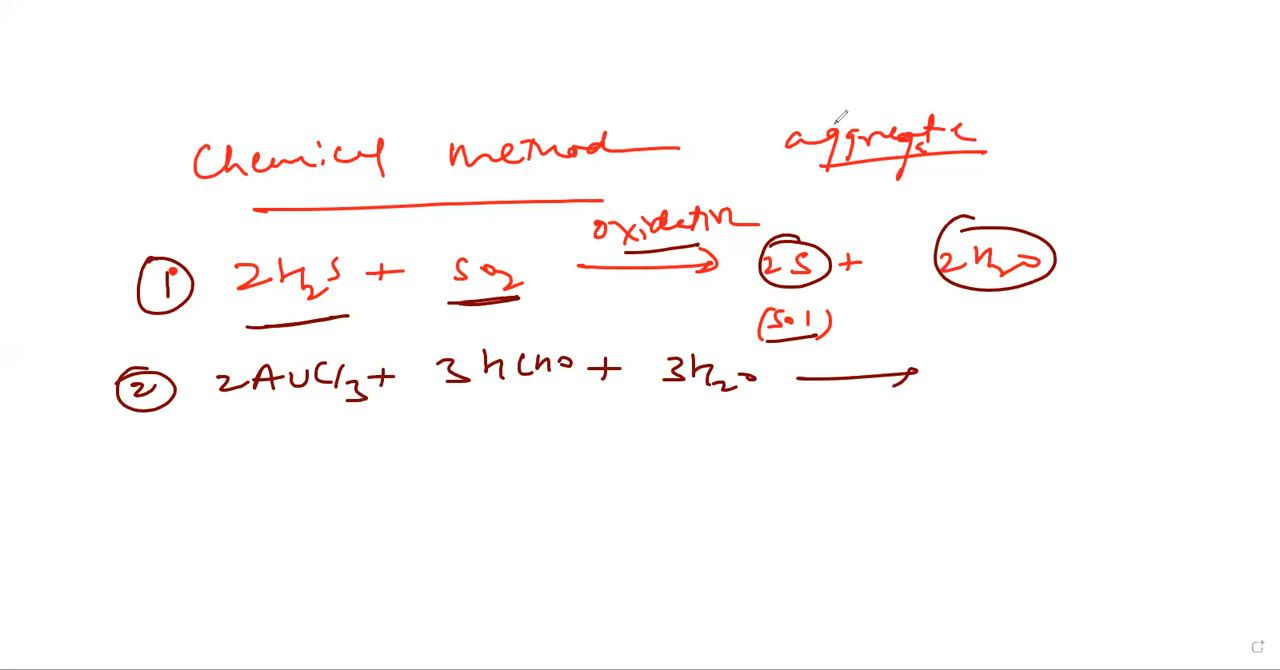 Chemical method aggregate
oxidation
① 2H₂S + SO₂ → 2S + 2H₂O
(Sol)
② 2AUCl₃ + 3HCHO + 3H₂O →